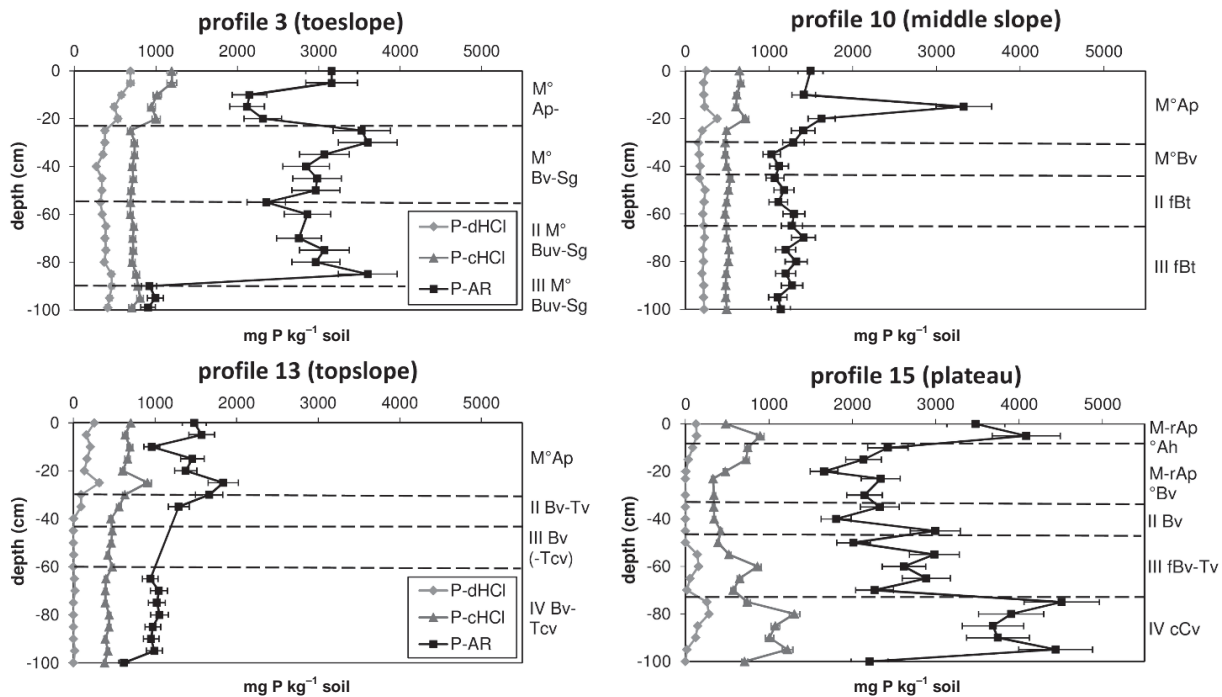 profile 3 (toeslope)
0 1000 2000 3000 4000 5000
0
-20
-40
-60
-80
-100
depth (cm)
M°
Ap-
M°
Bv-Sg
II M°
Buv-Sg
III M°
Buv-Sg
P-dHCl
P-cHCl
P-AR
mg P kg⁻¹ soil
profile 10 (middle slope)
0 1000 2000 3000 4000 5000
0
-20
-40
-60
-80
-100
depth (cm)
M°Ap
M°Bv
II fBt
III fBt
mg P kg⁻¹ soil
profile 13 (topslope)
0 1000 2000 3000 4000 5000
0
-20
-40
-60
-80
-100
depth (cm)
M°Ap
II Bv-Tv
III Bv
(-Tcv)
IV Bv-
Tcv
P-dHCl
P-cHCl
P-AR
mg P kg⁻¹ soil
profile 15 (plateau)
0 1000 2000 3000 4000 5000
0
-20
-40
-60
-80
-100
depth (cm)
M-rAp
°Ah
M-rAp
°Bv
II Bv
III fBv-Tv
IV cCv
mg P kg⁻¹ soil